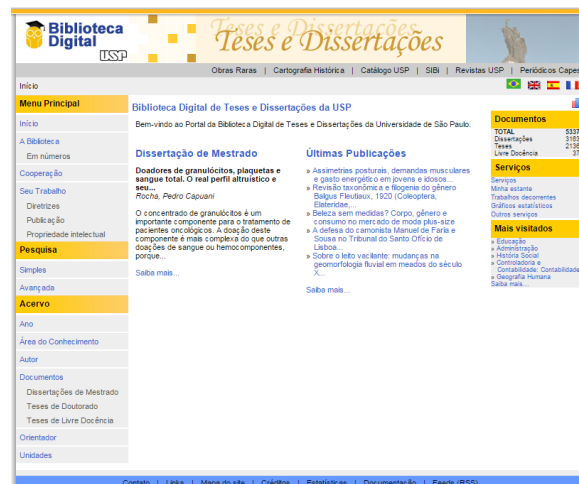 Biblioteca
Digital
USP
Teses e Dissertações
Teses e Dissertações
Obras Raras | Cartografia Histórica | Catálogo USP | SIBi | Revistas USP | Periódicos Capes
Início
Menu Principal
Início
A Biblioteca
Em números
Cooperação
Seu Trabalho
Diretrizes
Publicação
Propriedade intelectual
Pesquisa
Simples
Avançada
Acervo
Ano
Área do Conhecimento
Autor
Documentos
Dissertações de Mestrado
Teses de Doutorado
Teses de Livre Docência
Orientador
Unidades
Biblioteca Digital de Teses e Dissertações da USP
Bem-vindo ao Portal da Biblioteca Digital de Teses e Dissertações da Universidade de São Paulo.
Dissertação de Mestrado
Doadores de granulócitos, plaquetas e
sangue total. O real perfil altruístico e
seu...
Rocha, Pedro Capuani
O concentrado de granulócitos é um
importante componente para o tratamento de
pacientes oncológicos. A doação deste
componente é mais complexa do que outras
doações de sangue ou hemocomponentes,
porque...
Saiba mais...
Últimas Publicações
» Assimetrias posturais, demandas musculares
e gasto energético em jovens e idosos...
» Revisão taxonômica e filogenia do gênero
Balgus Fleutiaux, 1920 (Coleoptera,
Elateridae,...
» Beleza sem medidas? Corpo, gênero e
consumo no mercado de moda plus-size
» A defesa do camonista Manuel de Faria e
Sousa no Tribunal do Santo Ofício de
Lisboa...
» Sobre o leito vacilante: mudanças na
geomorfologia fluvial em meados do século
X...
Saiba mais...
Documentos
TOTAL 5337
Dissertações 3163
Teses 2136
Livre Docência 37
Serviços
Serviços
Minha estante
Trabalhos decorrentes
Gráficos estatísticos
Outros serviços
Mais visitados
» Educação
» Administração
» História Social
» Controladoria e
Contabilidade: Contabilidade
» Geografia Humana
Saiba mais...
Contato | Links | Mapa do site | Créditos | Estatísticas | Documentação | Feeds (RSS)